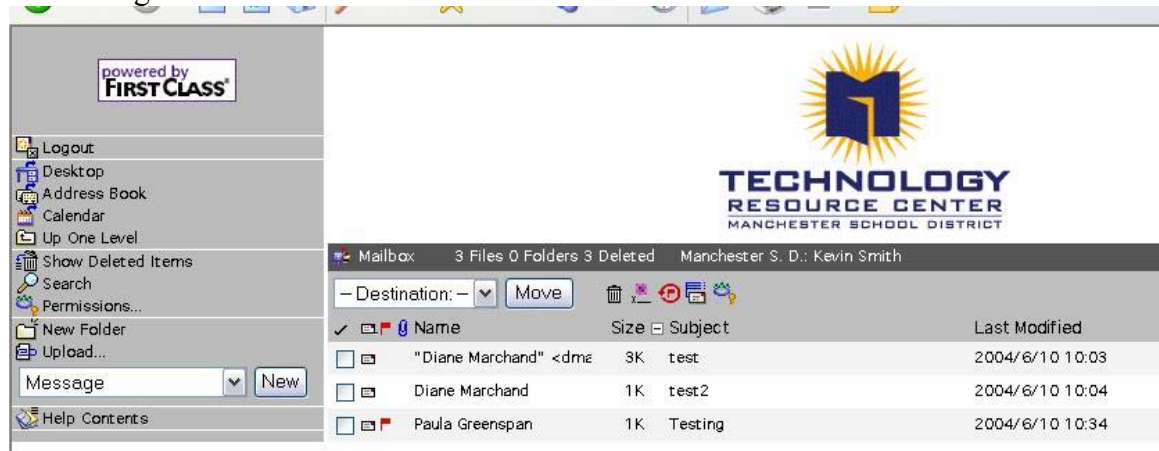 powered by
FIRSTCLASS®
Logout
Desktop
Address Book
Calendar
Up One Level
Show Deleted Items
Search
Permissions...
New Folder
Upload...
Message New
Help Contents
TECHNOLOGY
RESOURCE CENTER
MANCHESTER SCHOOL DISTRICT
Mailbox 3 Files 0 Folders 3 Deleted Manchester S. D.: Kevin Smith
– Destination: – Move
Name Size Subject Last Modified
"Diane Marchand" <dma 3K test 2004/6/10 10:03
Diane Marchand 1K test2 2004/6/10 10:04
Paula Greenspan 1K Testing 2004/6/10 10:34